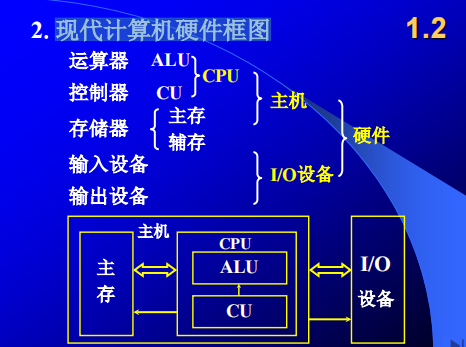 2. 现代计算机硬件框图 1.2
运算器 ALU
CPU
控制器 CU
主机
存储器 主存
辅存
硬件
输入设备
I/O设备
输出设备
主机
CPU
主存
ALU
I/O
设备
CU